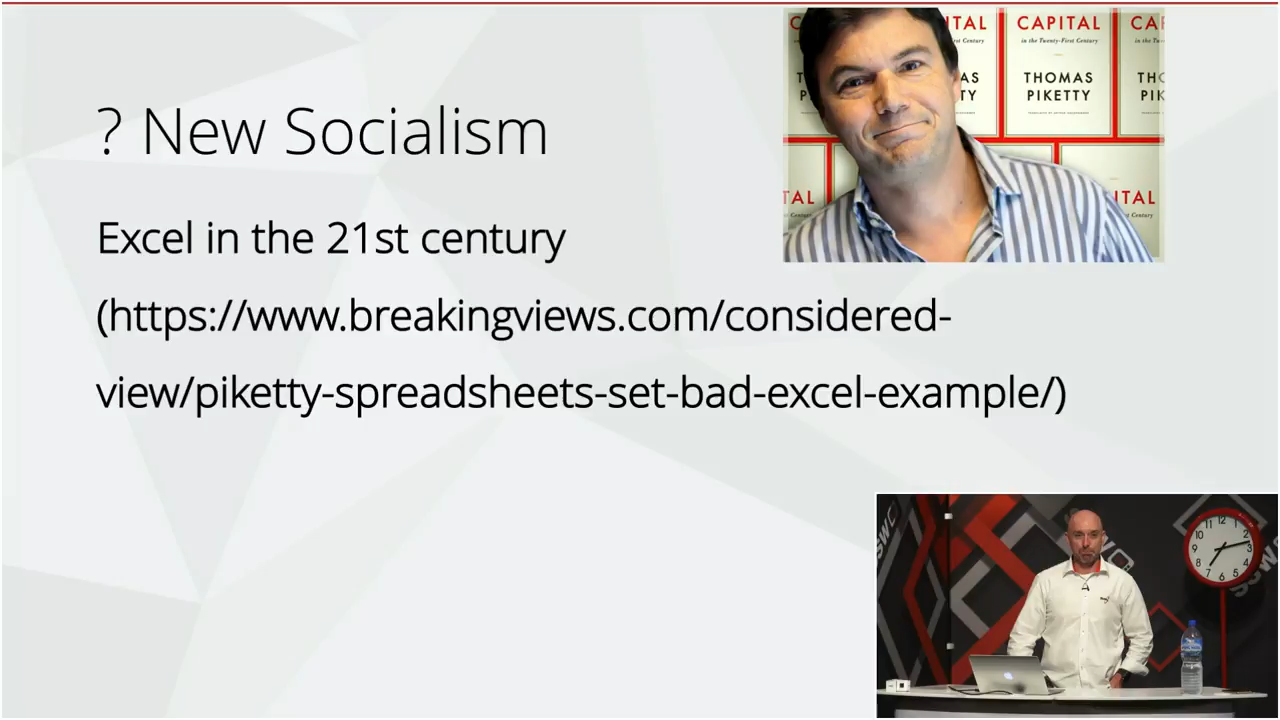 ? New Socialism
Excel in the 21st century
(https://www.breakingviews.com/considered-
view/piketty-spreadsheets-set-bad-excel-example/)
CAPITAL
in the Twenty-First Century
THOMAS
PIKETTY